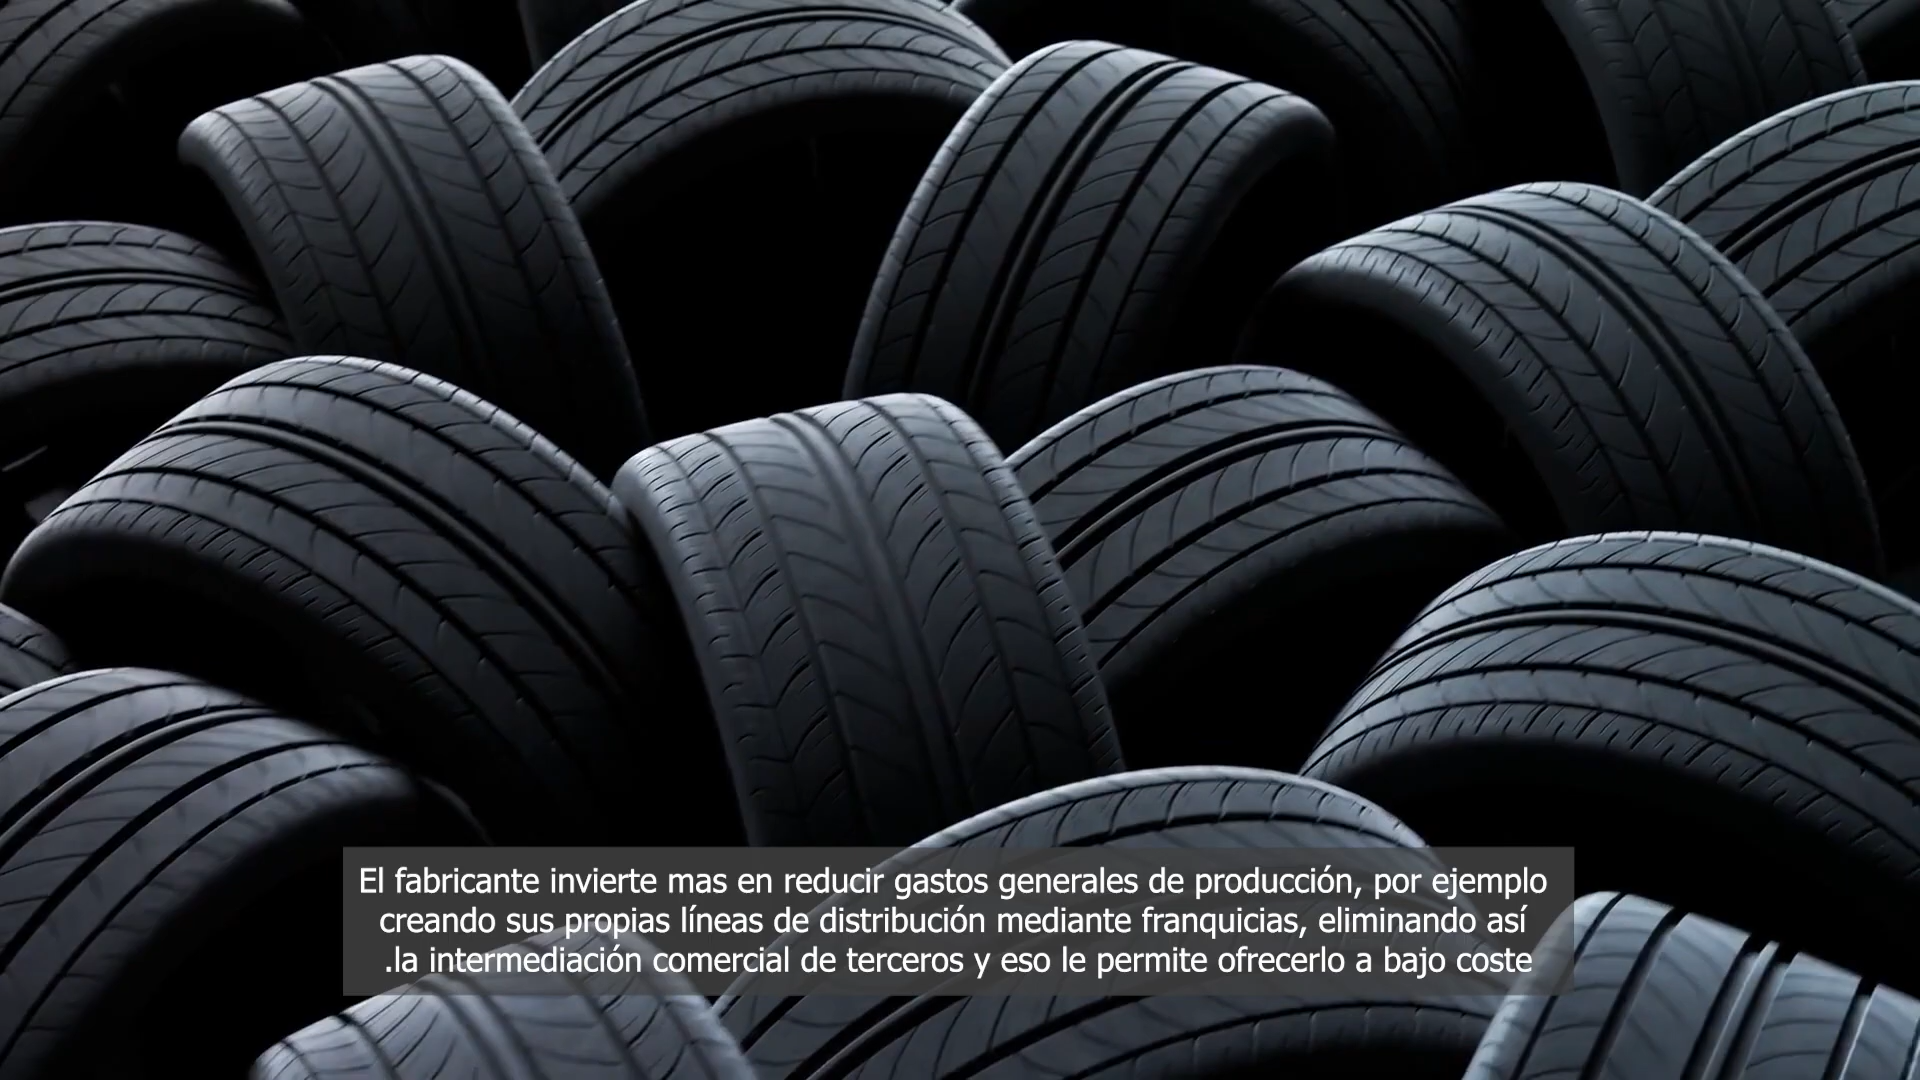 El fabricante invierte mas en reducir gastos generales de producción, por ejemplo
creando sus propias líneas de distribución mediante franquicias, eliminando así
.la intermediación comercial de terceros y eso le permite ofrecerlo a bajo coste